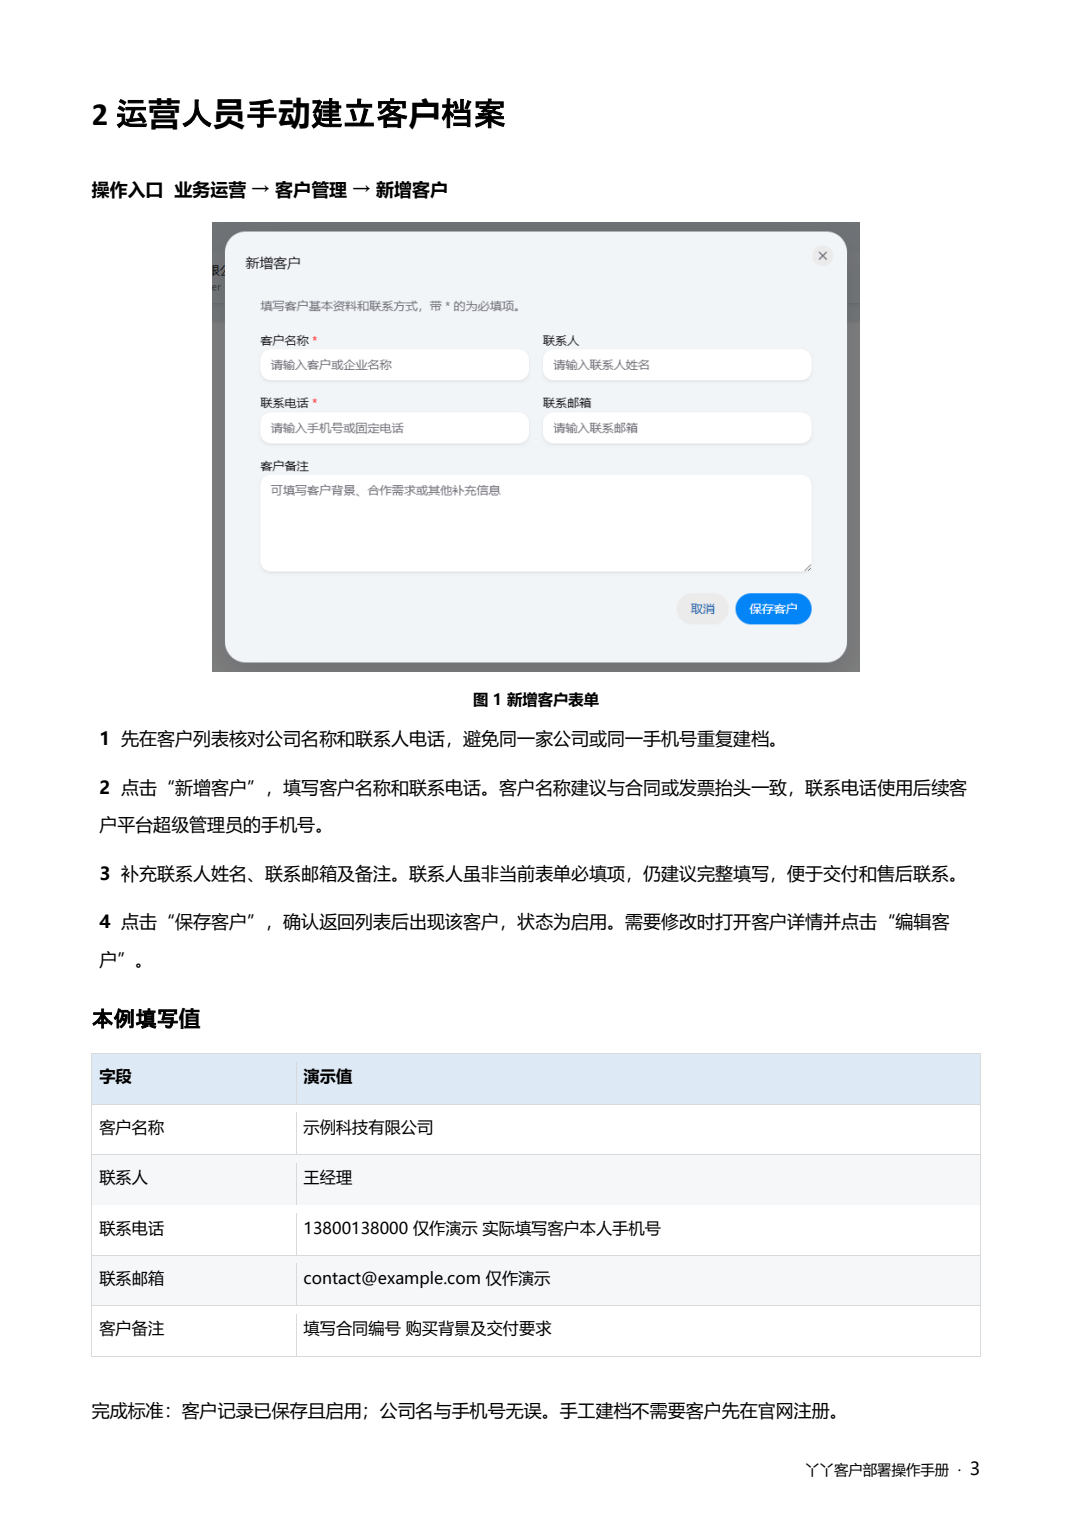 2 运营人员手动建立客户档案
操作入口 业务运营 → 客户管理 → 新增客户
限公
er
新增客户
填写客户基本资料和联系方式，带 * 的为必填项。
客户名称 *
联系人
请输入客户或企业名称
请输入联系人姓名
联系电话 *
联系邮箱
请输入手机号或固定电话
请输入联系邮箱
客户备注
可填写客户背景、合作需求或其他补充信息
取消
保存客户
图 1 新增客户表单
1 先在客户列表核对公司名称和联系人电话，避免同一家公司或同一手机号重复建档。
2 点击“新增客户”，填写客户名称和联系电话。客户名称建议与合同或发票抬头一致，联系电话使用后续客
户平台超级管理员的手机号。
3 补充联系人姓名、联系邮箱及备注。联系人虽非当前表单必填项，仍建议完整填写，便于交付和售后联系。
4 点击“保存客户”，确认返回列表后出现该客户，状态为启用。需要修改时打开客户详情并点击“编辑客
户”。
本例填写值
字段 演示值
客户名称 示例科技有限公司
联系人 王经理
联系电话 13800138000 仅作演示 实际填写客户本人手机号
联系邮箱 contact@example.com 仅作演示
客户备注 填写合同编号 购买背景及交付要求
完成标准：客户记录已保存且启用；公司名与手机号无误。手工建档不需要客户先在官网注册。
丫丫客户部署操作手册 · 3